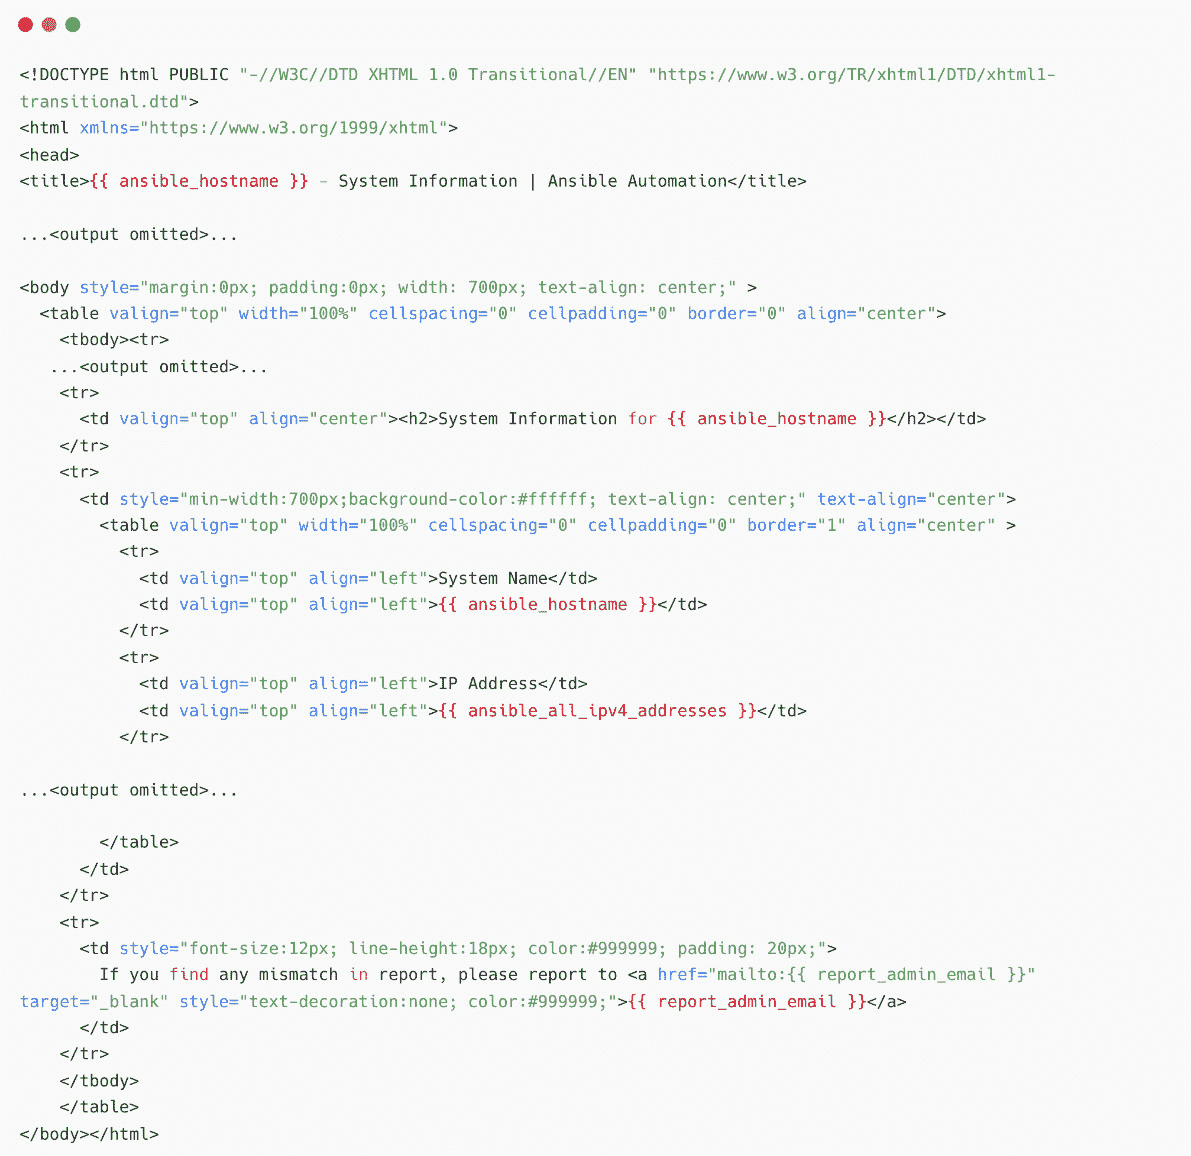 <!DOCTYPE html PUBLIC "-//W3C//DTD XHTML 1.0 Transitional//EN" "https://www.w3.org/TR/xhtml1/DTD/xhtml1-
transitional.dtd">
<html xmlns="https://www.w3.org/1999/xhtml">
<head>
<title>{{ ansible_hostname }} - System Information | Ansible Automation</title>

...<output omitted>...

<body style="margin:0px; padding:0px; width: 700px; text-align: center;" >
  <table valign="top" width="100%" cellspacing="0" cellpadding="0" border="0" align="center">
    <tbody><tr>
   ...<output omitted>...
    <tr>
      <td valign="top" align="center"><h2>System Information for {{ ansible_hostname }}</h2></td>
    </tr>
    <tr>
      <td style="min-width:700px;background-color:#ffffff; text-align: center;" text-align="center">
        <table valign="top" width="100%" cellspacing="0" cellpadding="0" border="1" align="center" >
          <tr>
            <td valign="top" align="left">System Name</td>
            <td valign="top" align="left">{{ ansible_hostname }}</td>
          </tr>
          <tr>
            <td valign="top" align="left">IP Address</td>
            <td valign="top" align="left">{{ ansible_all_ipv4_addresses }}</td>
          </tr>

...<output omitted>...

        </table>
      </td>
    </tr>
    <tr>
      <td style="font-size:12px; line-height:18px; color:#999999; padding: 20px;">
        If you find any mismatch in report, please report to <a href="mailto:{{ report_admin_email }}"
target="_blank" style="text-decoration:none; color:#999999;">{{ report_admin_email }}</a>
      </td>
    </tr>
    </tbody>
    </table>
</body></html>